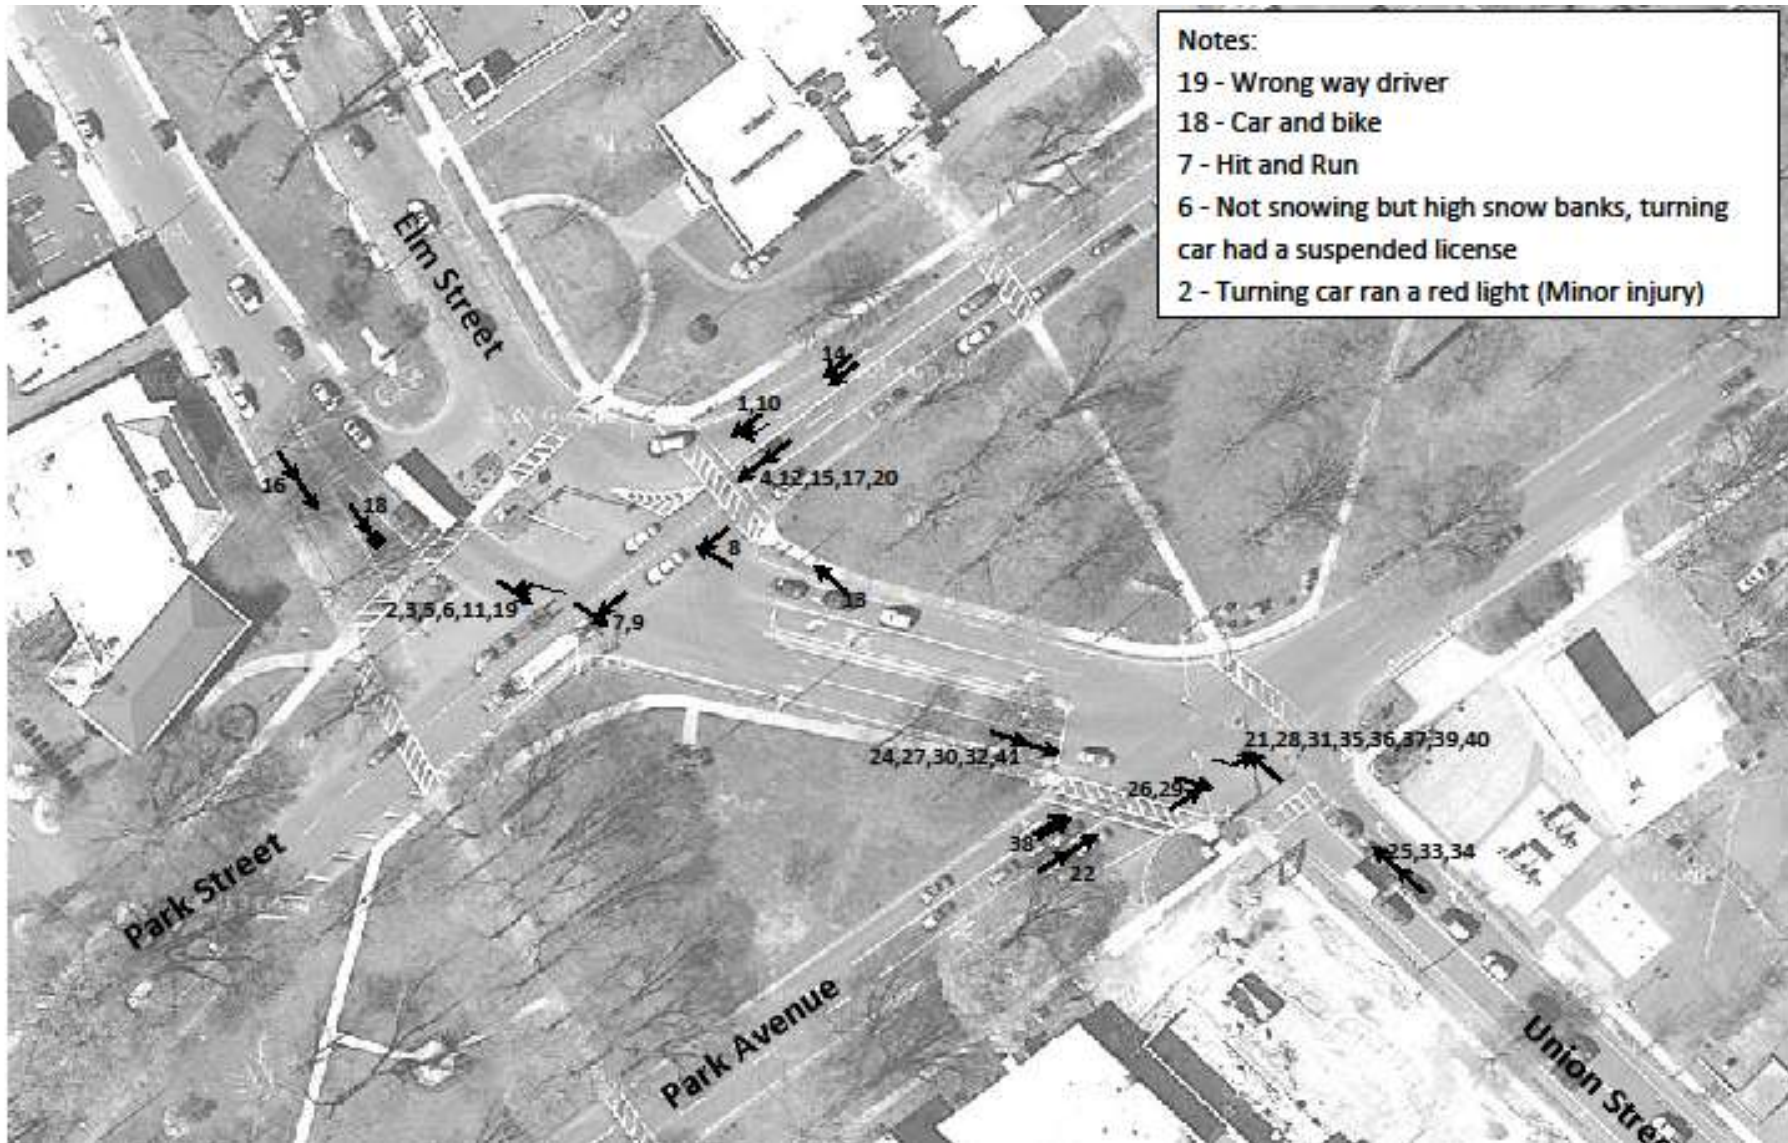 Notes:
19 - Wrong way driver
18 - Car and bike
7 - Hit and Run
6 - Not snowing but high snow banks, turning
car had a suspended license
2 - Turning car ran a red light (Minor injury)
Elm Street
14
1,10
4,12,15,17,20
16
18
8
13
2,3,5,6,11,19
7,9
24,27,30,32,41
21,28,31,35,36,37,39,40
26,29
38
22
25,33,34
Park Street
Park Avenue
Union Stree